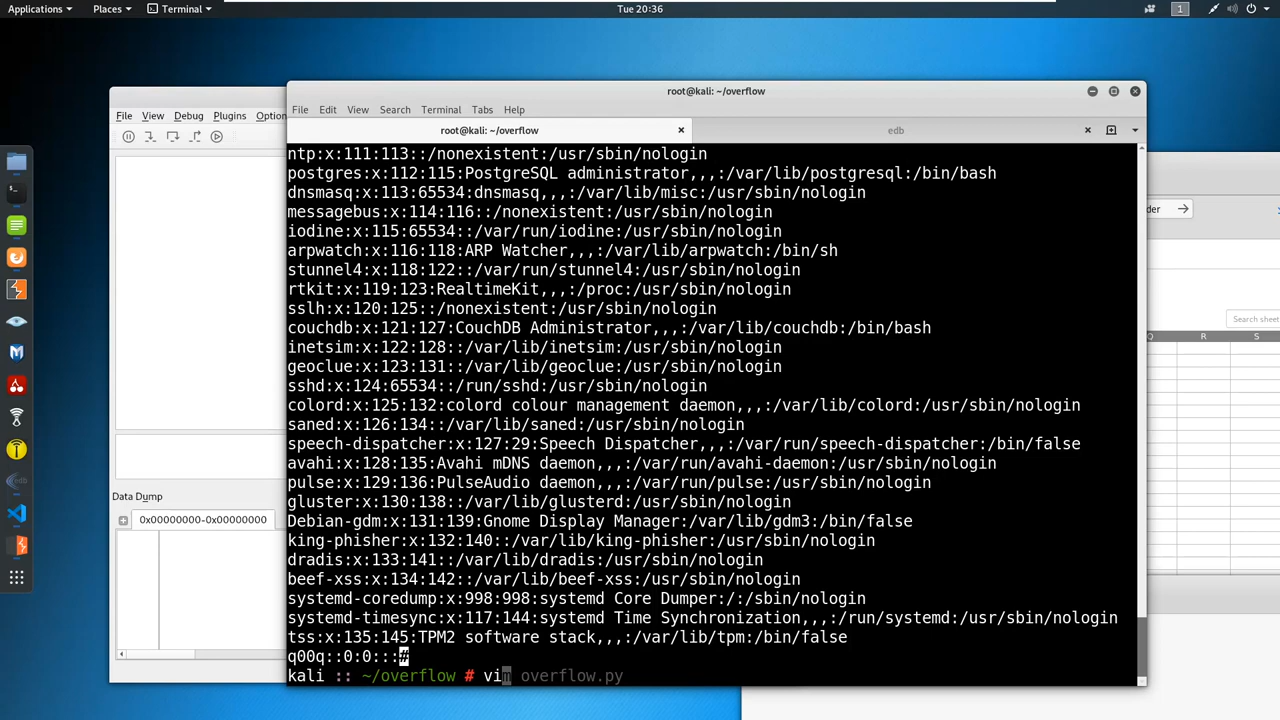 Applications Places Terminal Tue 20:36 1
root@kali: ~/overflow
File Edit View Search Terminal Tabs Help
File View Debug Plugins Option
root@kali: ~/overflow edb
ntp:x:111:113::/nonexistent:/usr/sbin/nologin
postgres:x:112:115:PostgreSQL administrator,,,:/var/lib/postgresql:/bin/bash
dnsmasq:x:113:65534:dnsmasq,,,:/var/lib/misc:/usr/sbin/nologin
messagebus:x:114:116::/nonexistent:/usr/sbin/nologin
iodine:x:115:65534::/var/run/iodine:/usr/sbin/nologin
arpwatch:x:116:118:ARP Watcher,,,:/var/lib/arpwatch:/bin/sh
stunnel4:x:118:122::/var/run/stunnel4:/usr/sbin/nologin
rtkit:x:119:123:RealtimeKit,,,:/proc:/usr/sbin/nologin
sslh:x:120:125::/nonexistent:/usr/sbin/nologin
couchdb:x:121:127:CouchDB Administrator,,,:/var/lib/couchdb:/bin/bash
inetsim:x:122:128::/var/lib/inetsim:/usr/sbin/nologin
geoclue:x:123:131::/var/lib/geoclue:/usr/sbin/nologin
sshd:x:124:65534::/run/sshd:/usr/sbin/nologin
colord:x:125:132:colord colour management daemon,,,:/var/lib/colord:/usr/sbin/nologin
saned:x:126:134::/var/lib/saned:/usr/sbin/nologin
speech-dispatcher:x:127:29:Speech Dispatcher,,,:/var/run/speech-dispatcher:/bin/false
avahi:x:128:135:Avahi mDNS daemon,,,:/var/run/avahi-daemon:/usr/sbin/nologin
pulse:x:129:136:PulseAudio daemon,,,:/var/run/pulse:/usr/sbin/nologin
gluster:x:130:138::/var/lib/glusterd:/usr/sbin/nologin
Debian-gdm:x:131:139:Gnome Display Manager:/var/lib/gdm3:/bin/false
king-phisher:x:132:140::/var/lib/king-phisher:/usr/sbin/nologin
dradis:x:133:141::/var/lib/dradis:/usr/sbin/nologin
beef-xss:x:134:142::/var/lib/beef-xss:/usr/sbin/nologin
systemd-coredump:x:998:998:systemd Core Dumper:/:/sbin/nologin
systemd-timesync:x:117:144:systemd Time Synchronization,,,:/run/systemd:/usr/sbin/nologin
tss:x:135:145:TPM2 software stack,,,:/var/lib/tpm:/bin/false
q00q::0:0:::#
kali :: ~/overflow # vim overflow.py
Data Dump
0x00000000-0x00000000
der
Search sheet
Q R S